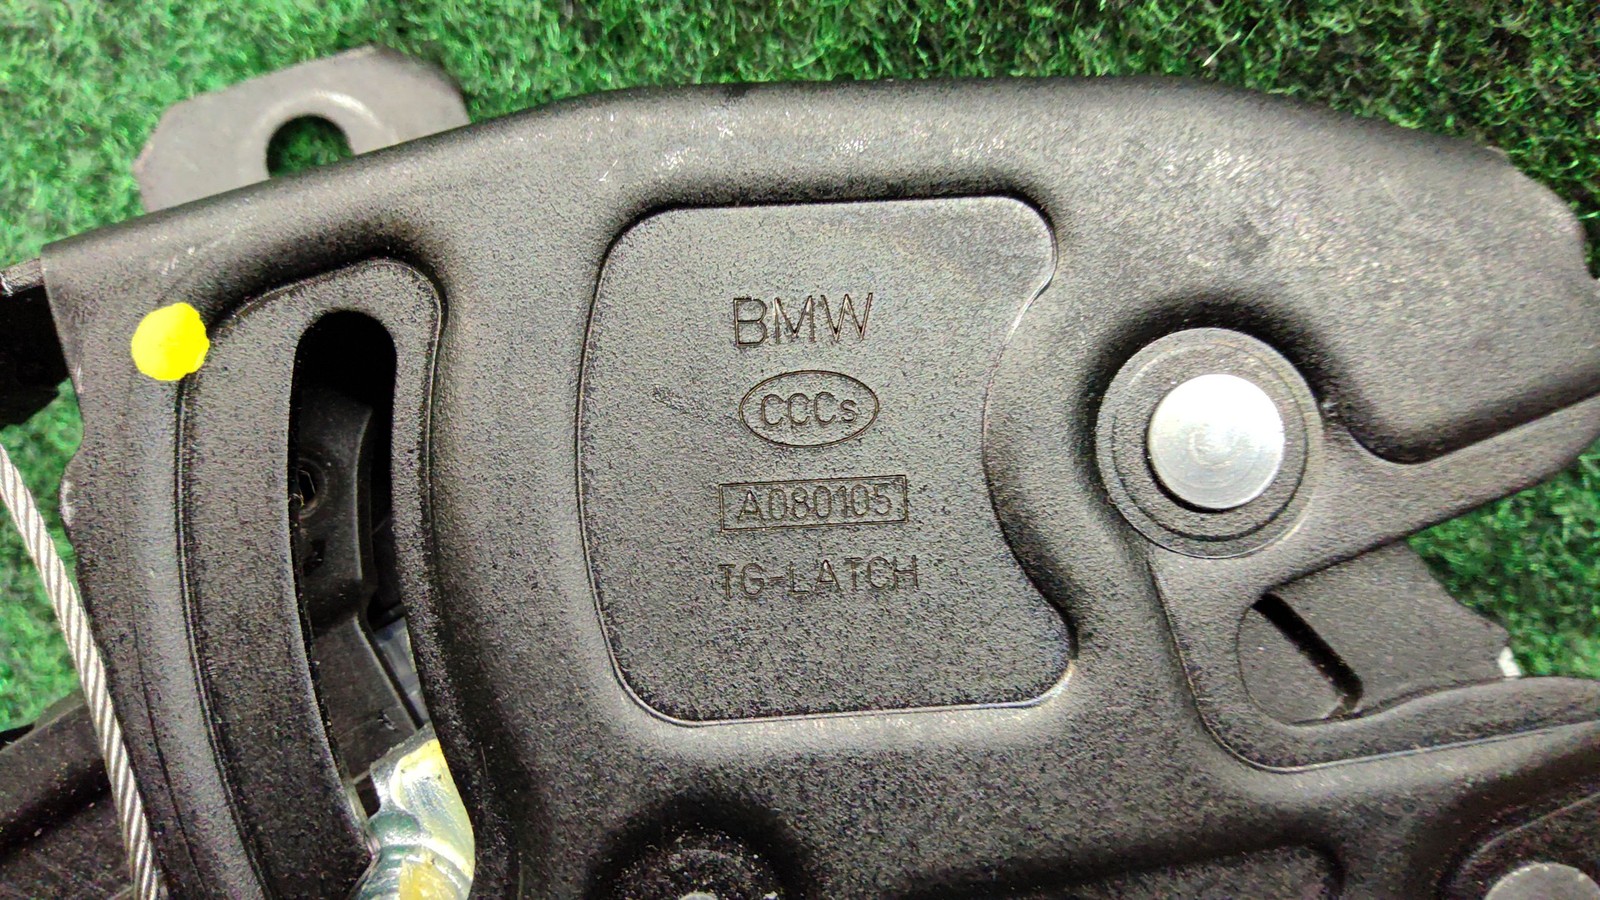 BMW
CCCs
A080105
TG-LATCH